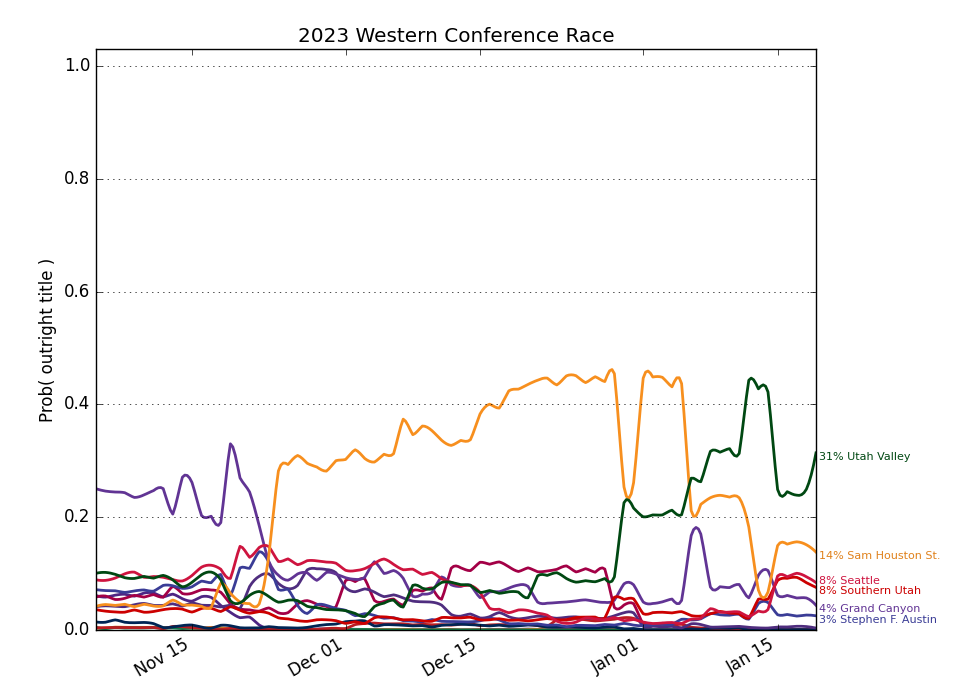 2023 Western Conference Race
Prob( outright title )
1.0
0.8
0.6
0.4
0.2
0.0
31% Utah Valley
14% Sam Houston St.
8% Seattle
8% Southern Utah
4% Grand Canyon
3% Stephen F. Austin
Nov 15
Dec 01
Dec 15
Jan 01
Jan 15